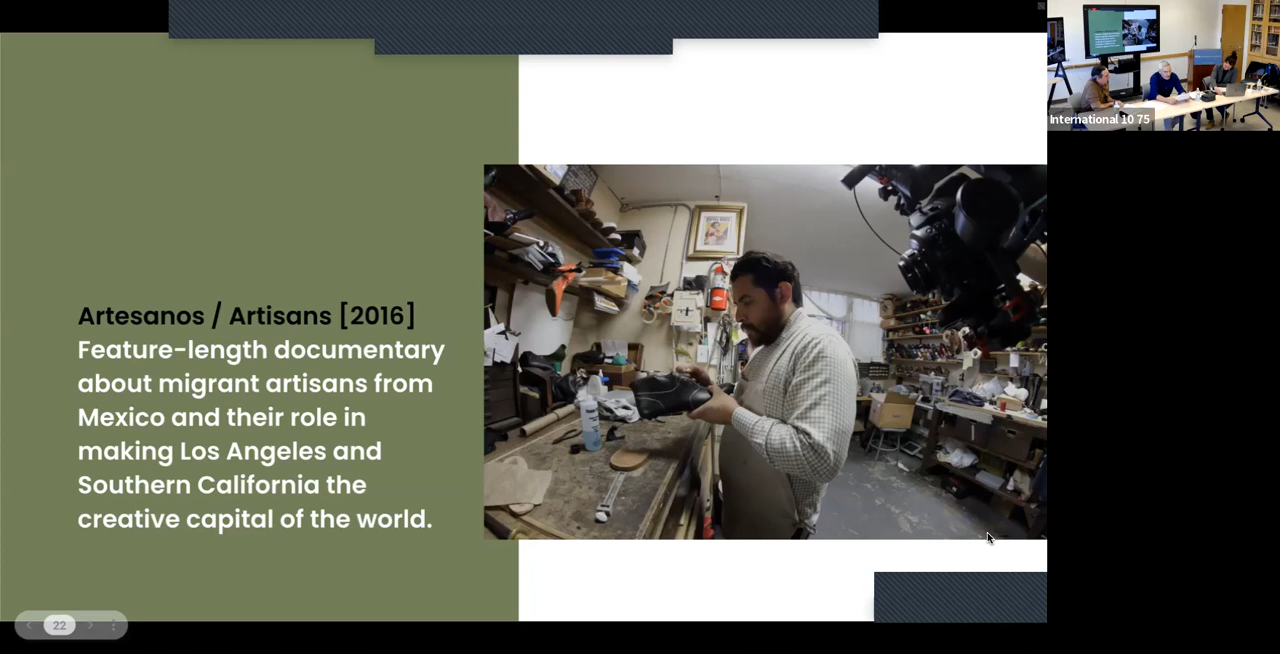 Artesanos / Artisans [2016]
Feature-length documentary
about migrant artisans from
Mexico and their role in
making Los Angeles and
Southern California the
creative capital of the world.
22
International 10 75